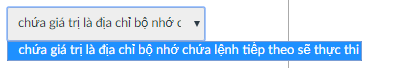 chứa giá trị là địa chỉ bộ nhớ c
chứa giá trị là địa chỉ bộ nhớ chứa lệnh tiếp theo sẽ thực thi